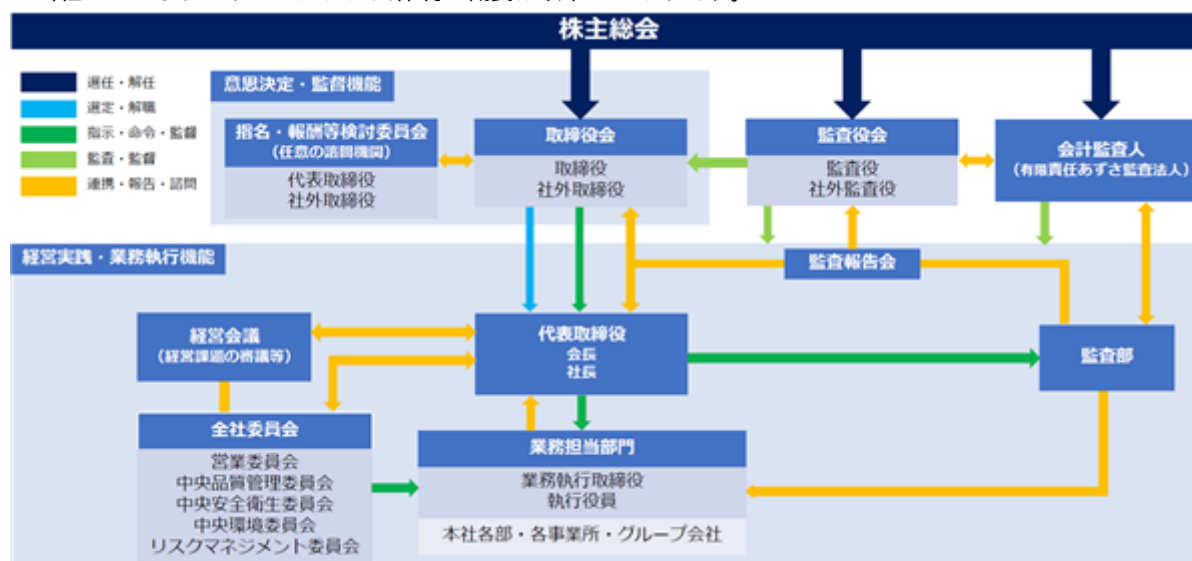 株主総会
選任・解任
選定・解職
指示・命令・監督
監査・監督
連携・報告・諮問
意思決定・監督機能
指名・報酬等検討委員会
(任意の諮問機関)
代表取締役
社外取締役
取締役会
取締役
社外取締役
監査役会
監査役
社外監査役
会計監査人
(有限責任あずさ監査法人)
経営実践・業務執行機能
監査報告会
経営会議
(経営課題の審議等)
代表取締役
会長
社長
監査部
全社委員会
営業委員会
中央品質管理委員会
中央安全衛生委員会
中央環境委員会
リスクマネジメント委員会
業務担当部門
業務執行取締役
執行役員
本社各部・各事業所・グループ会社